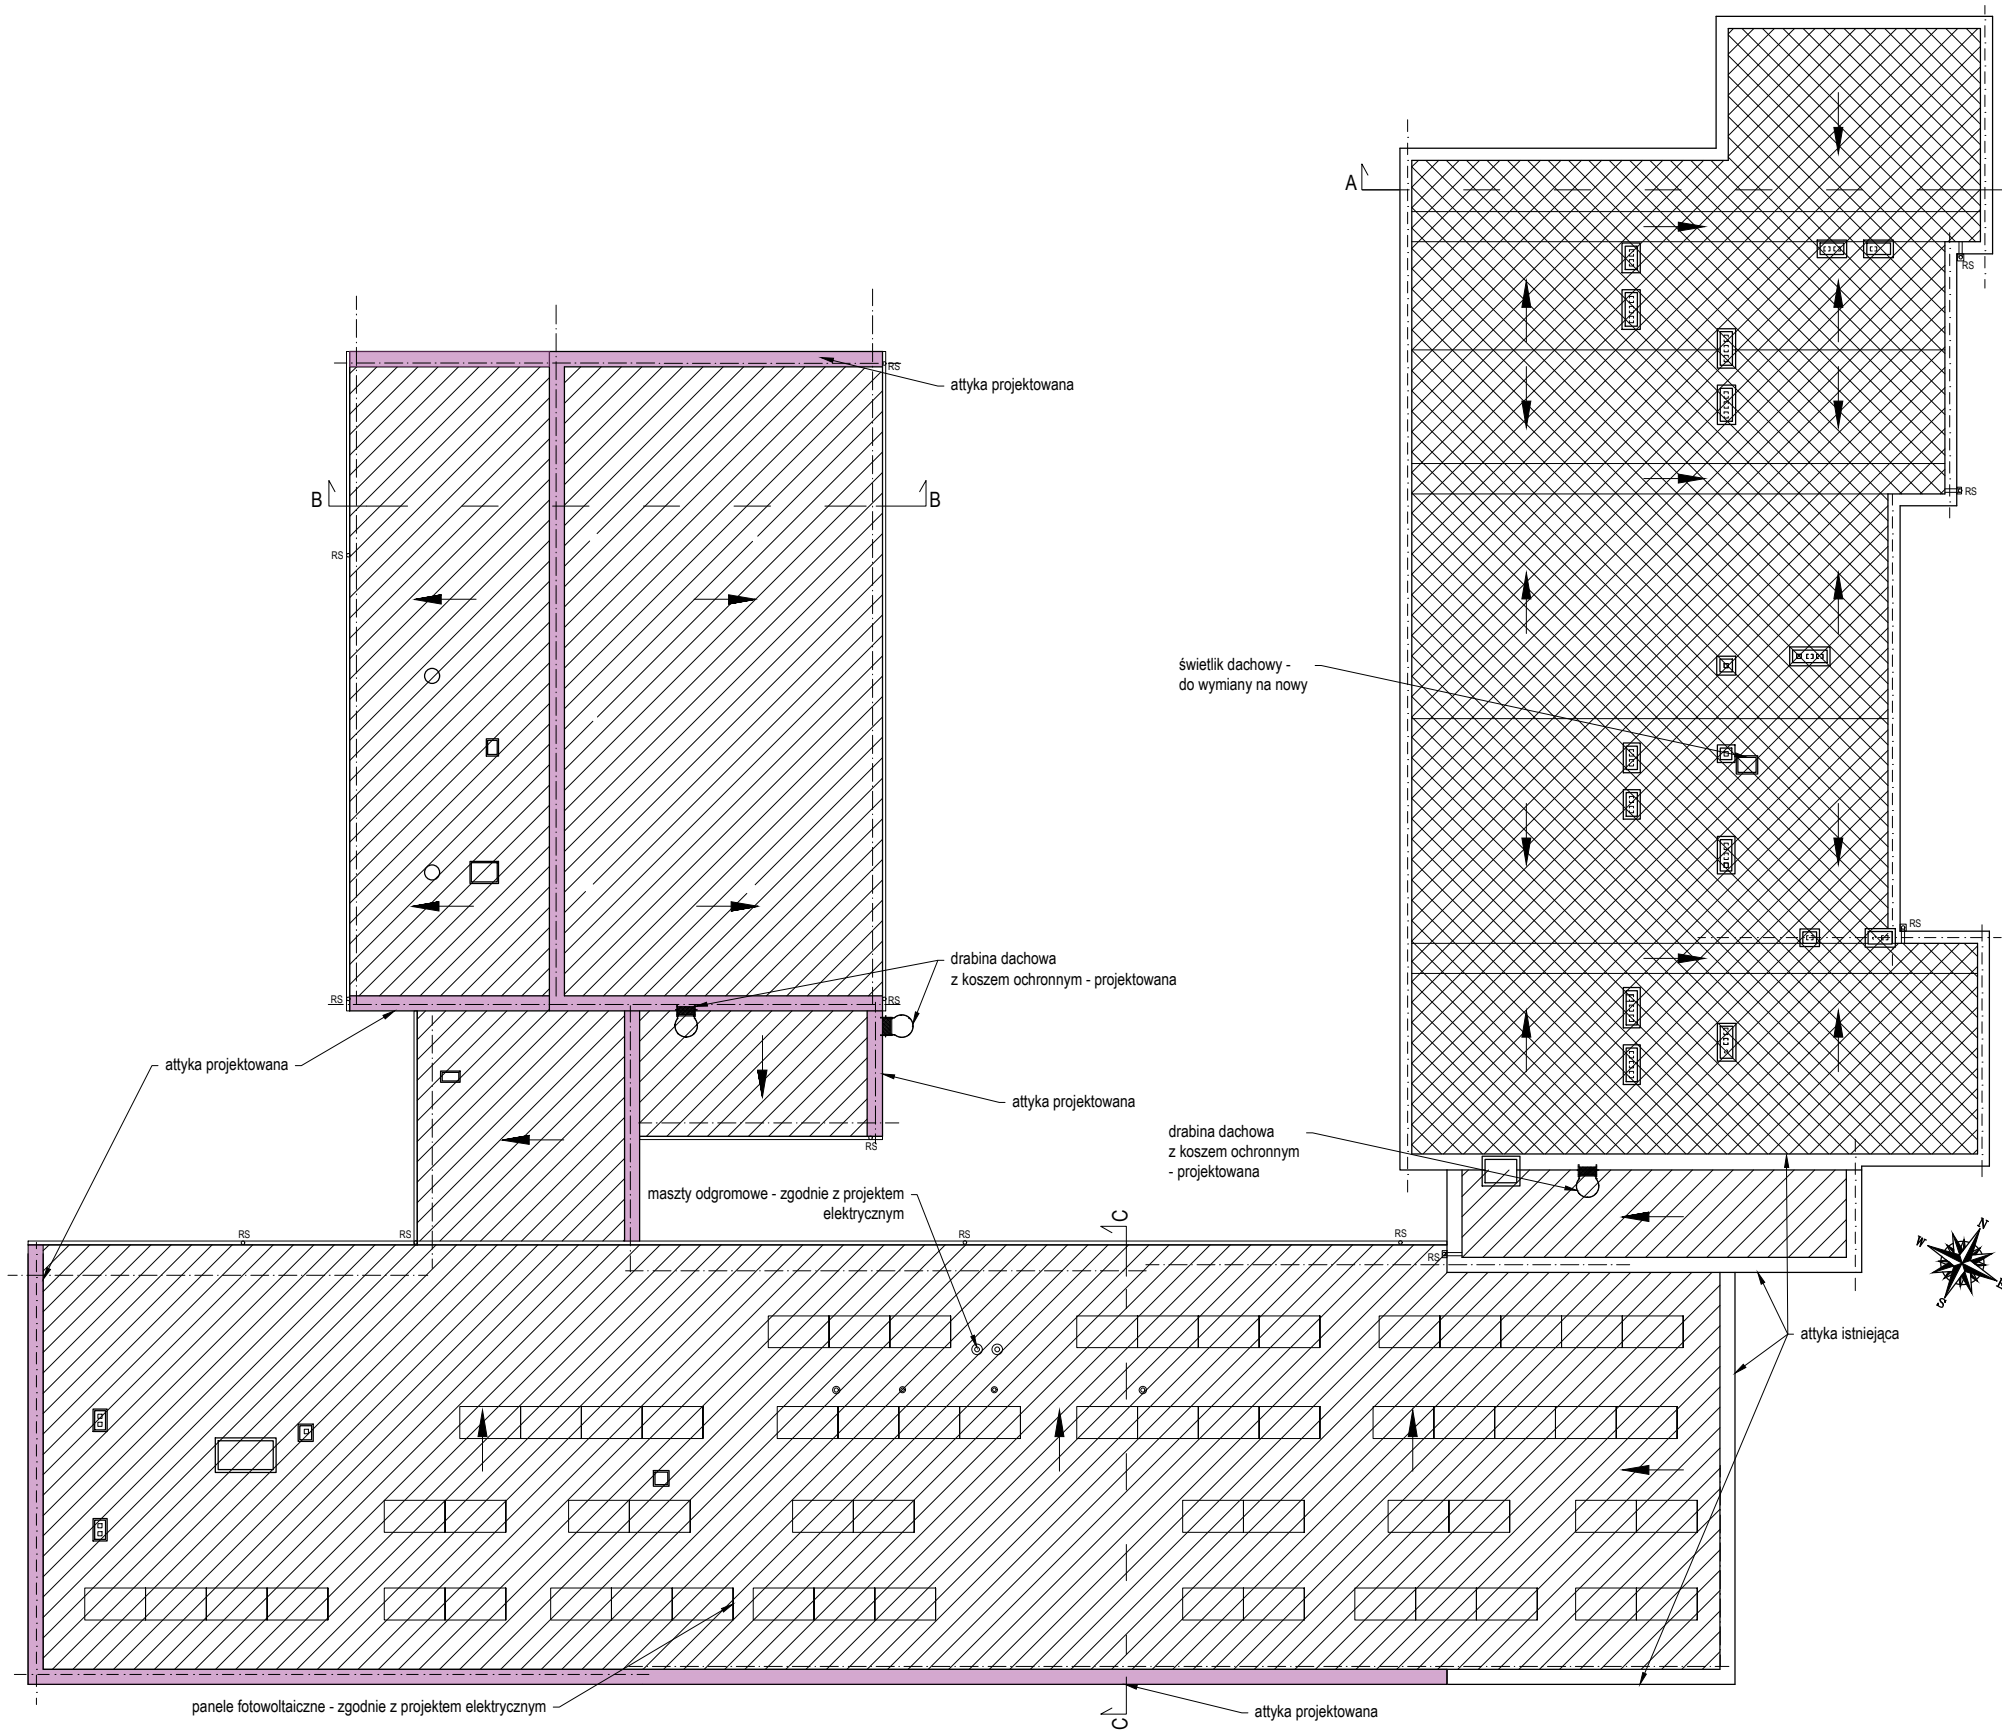 A
RS
attyka projektowana
RS
B
B
RS
RS
świetlik dachowy -
do wymiany na nowy
RS
drabina dachowa
z koszem ochronnym - projektowana
RS
RS
attyka projektowana
attyka projektowana
drabina dachowa
z koszem ochronnym
- projektowana
RS
maszty odgromowe - zgodnie z projektem
elektrycznym
C
RS
RS
RS
RS
RS
N
W
E
S
attyka istniejąca
panele fotowoltaiczne - zgodnie z projektem elektrycznym
attyka projektowana
C